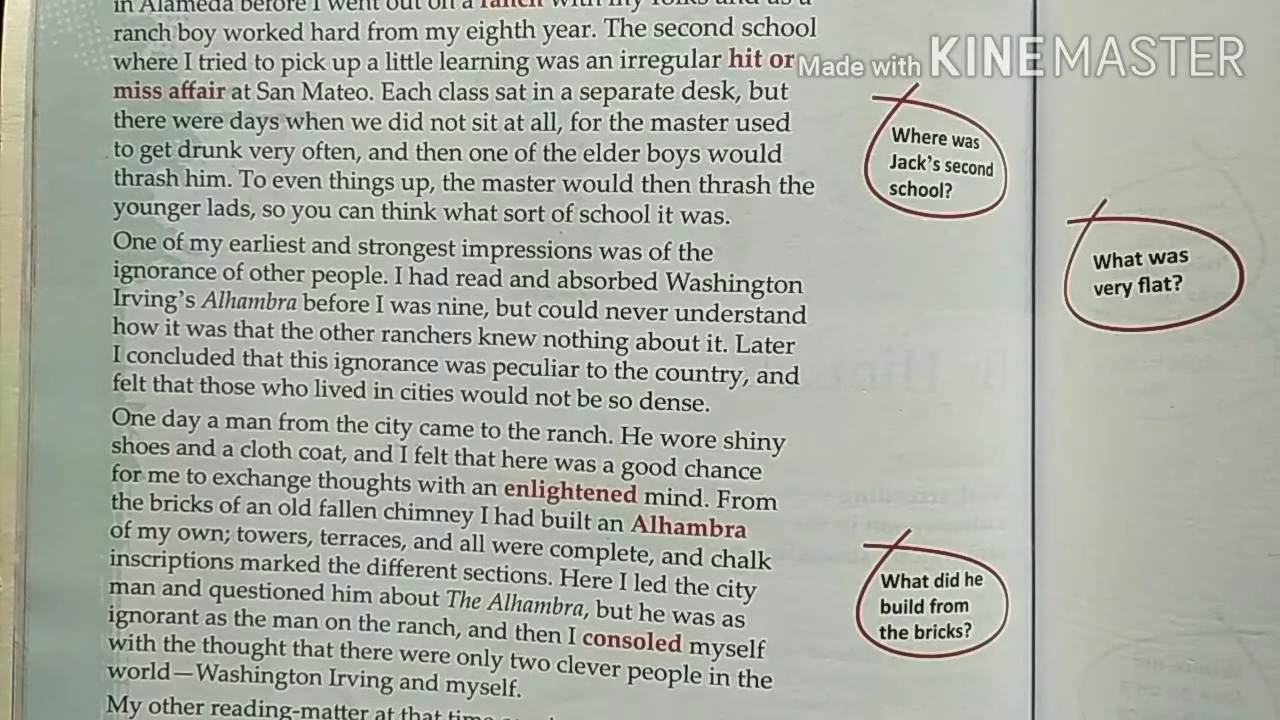 in Alameda before I went out on a ranch with my folks and as a
ranch boy worked hard from my eighth year. The second school
where I tried to pick up a little learning was an irregular hit or
miss affair at San Mateo. Each class sat in a separate desk, but
there were days when we did not sit at all, for the master used
to get drunk very often, and then one of the elder boys would
thrash him. To even things up, the master would then thrash the
younger lads, so you can think what sort of school it was.
One of my earliest and strongest impressions was of the
ignorance of other people. I had read and absorbed Washington
Irving's Alhambra before I was nine, but could never understand
how it was that the other ranchers knew nothing about it. Later
I concluded that this ignorance was peculiar to the country, and
felt that those who lived in cities would not be so dense.
One day a man from the city came to the ranch. He wore shiny
shoes and a cloth coat, and I felt that here was a good chance
for me to exchange thoughts with an enlightened mind. From
the bricks of an old fallen chimney I had built an Alhambra
of my own; towers, terraces, and all were complete, and chalk
inscriptions marked the different sections. Here I led the city
man and questioned him about The Alhambra, but he was as
ignorant as the man on the ranch, and then I consoled myself
with the thought that there were only two clever people in the
world—Washington Irving and myself.
My other reading-matter at that time
Made with KINEMASTER
Where was
Jack's second
school?
What was
very flat?
What did he
build from
the bricks?